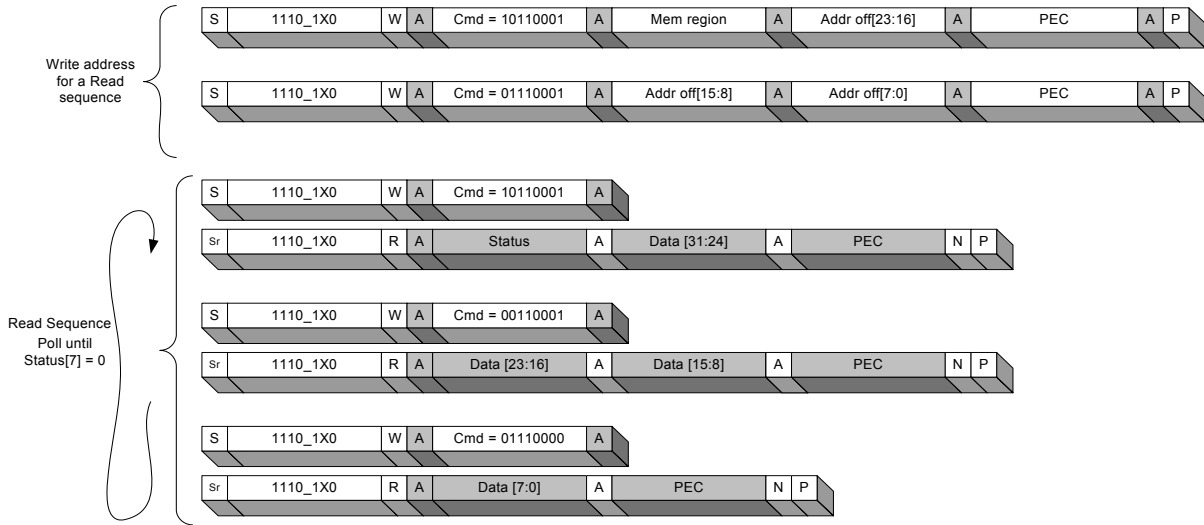 S 1110_1X0 W A Cmd = 10110001 A Mem region A Addr off[23:16] A PEC A P
Write address
for a Read
sequence
S 1110_1X0 W A Cmd = 01110001 A Addr off[15:8] A Addr off[7:0] A PEC A P
S 1110_1X0 W A Cmd = 10110001 A
Sr 1110_1X0 R A Status A Data [31:24] A PEC N P
S 1110_1X0 W A Cmd = 00110001 A
Read Sequence
Poll until
Status[7] = 0
Sr 1110_1X0 R A Data [23:16] A Data [15:8] A PEC N P
S 1110_1X0 W A Cmd = 01110000 A
Sr 1110_1X0 R A Data [7:0] A PEC N P